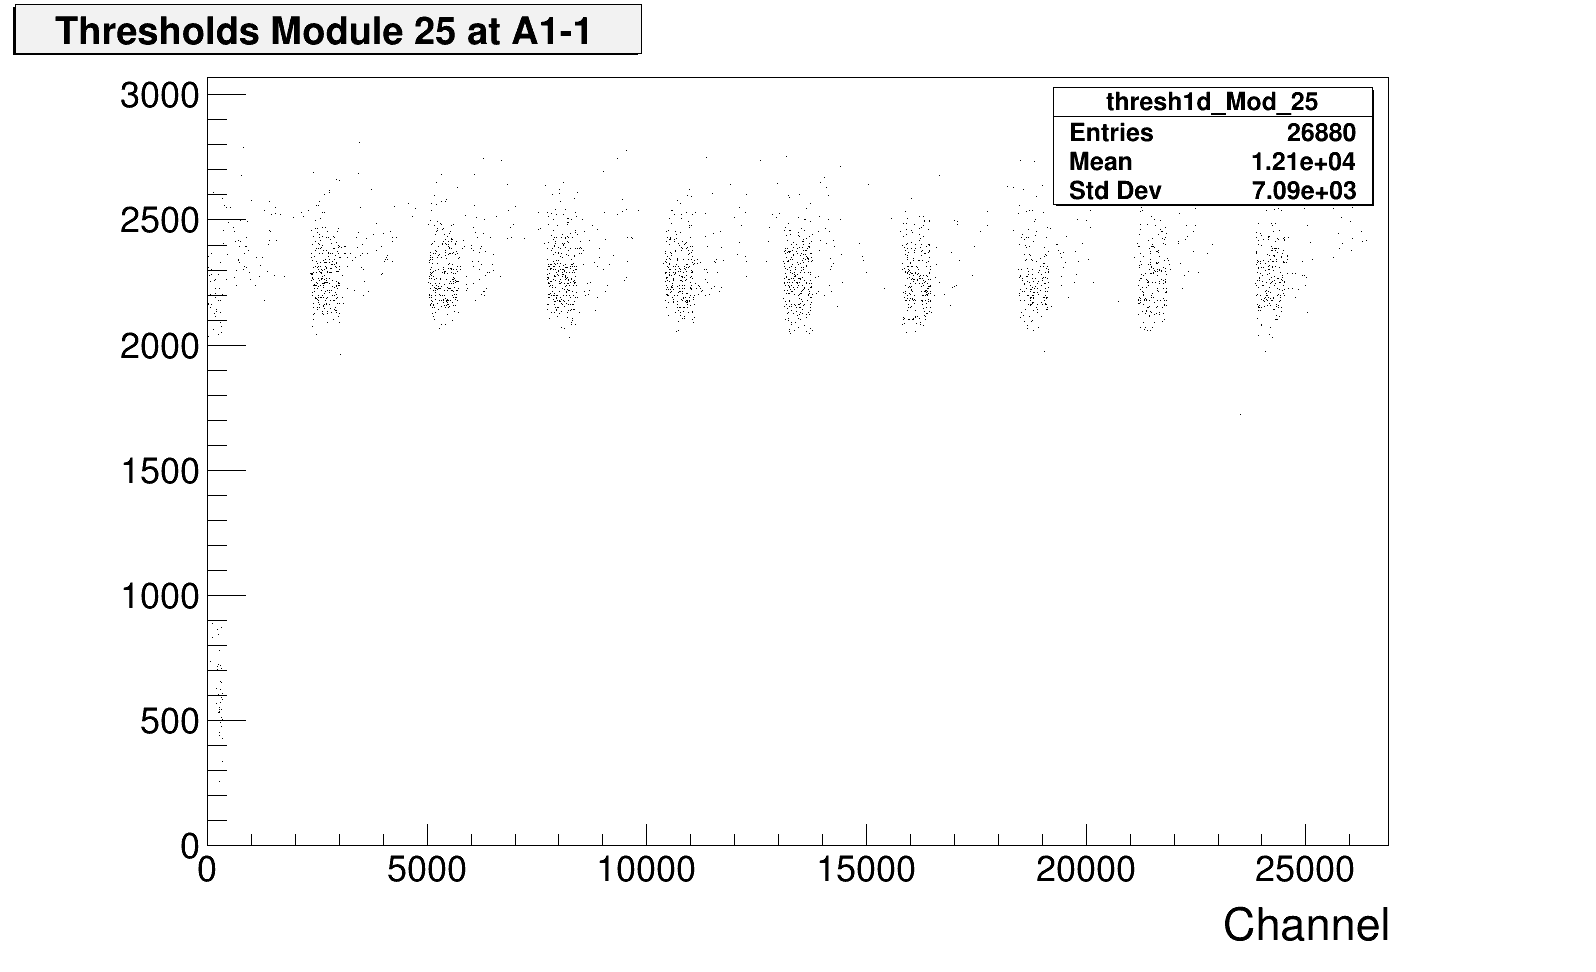 Thresholds Module 25 at A1-1
thresh1d_Mod_25
Entries 26880
Mean 1.21e+04
Std Dev 7.09e+03
3000
2500
2000
1500
1000
500
0
0 5000 10000 15000 20000 25000
Channel